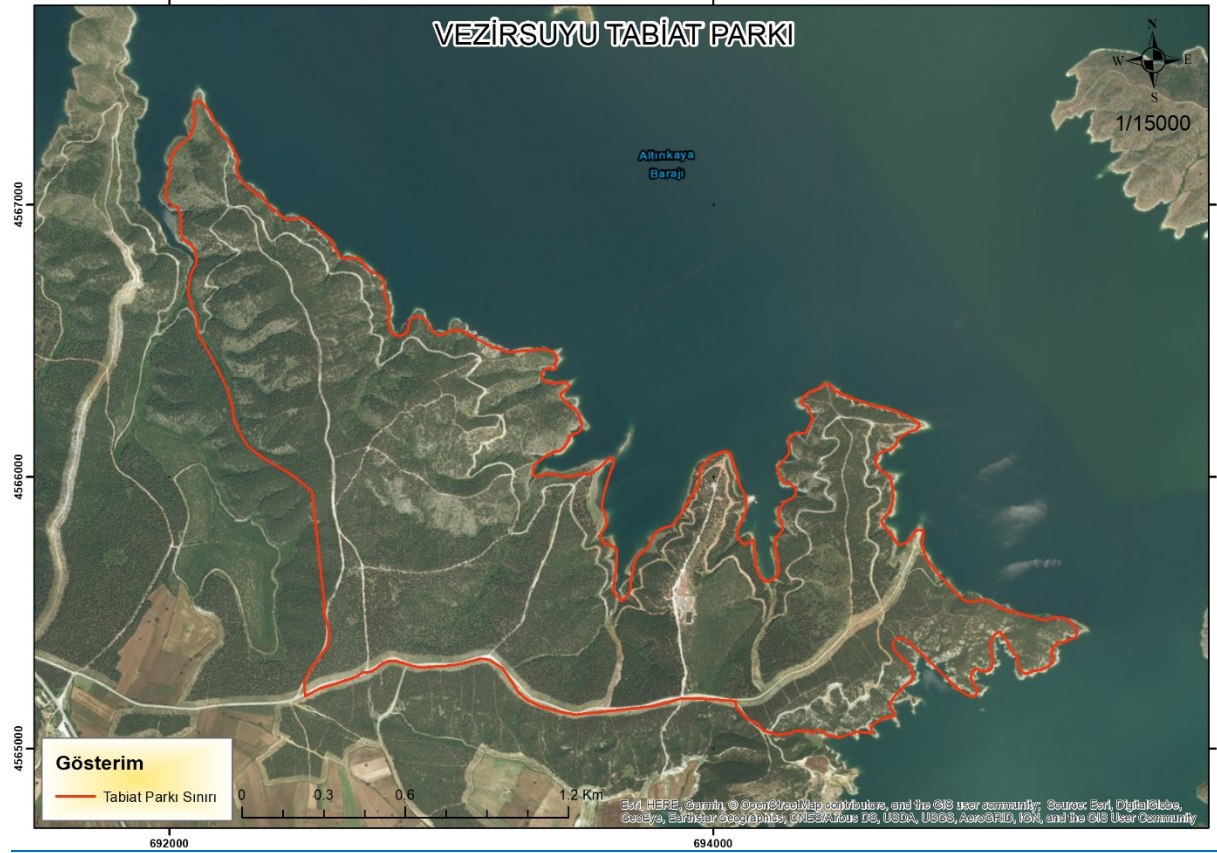 VEZİRSUYU TABİAT PARKI
N
W E
S
1/15000
Altınkaya
Barajı
4567000
4566000
4565000
Gösterim
Tabiat Parkı Sınırı
0 0.3 0.6 1.2 Km
Esri, HERE, Garmin, © OpenStreetMap contributors, and the GIS user community; Source: Esri, DigitalGlobe,
GeoEye, Earthstar Geographics, CNES/Airbus DS, USDA, USGS, AeroGRID, IGN, and the GIS User Community
692000 694000